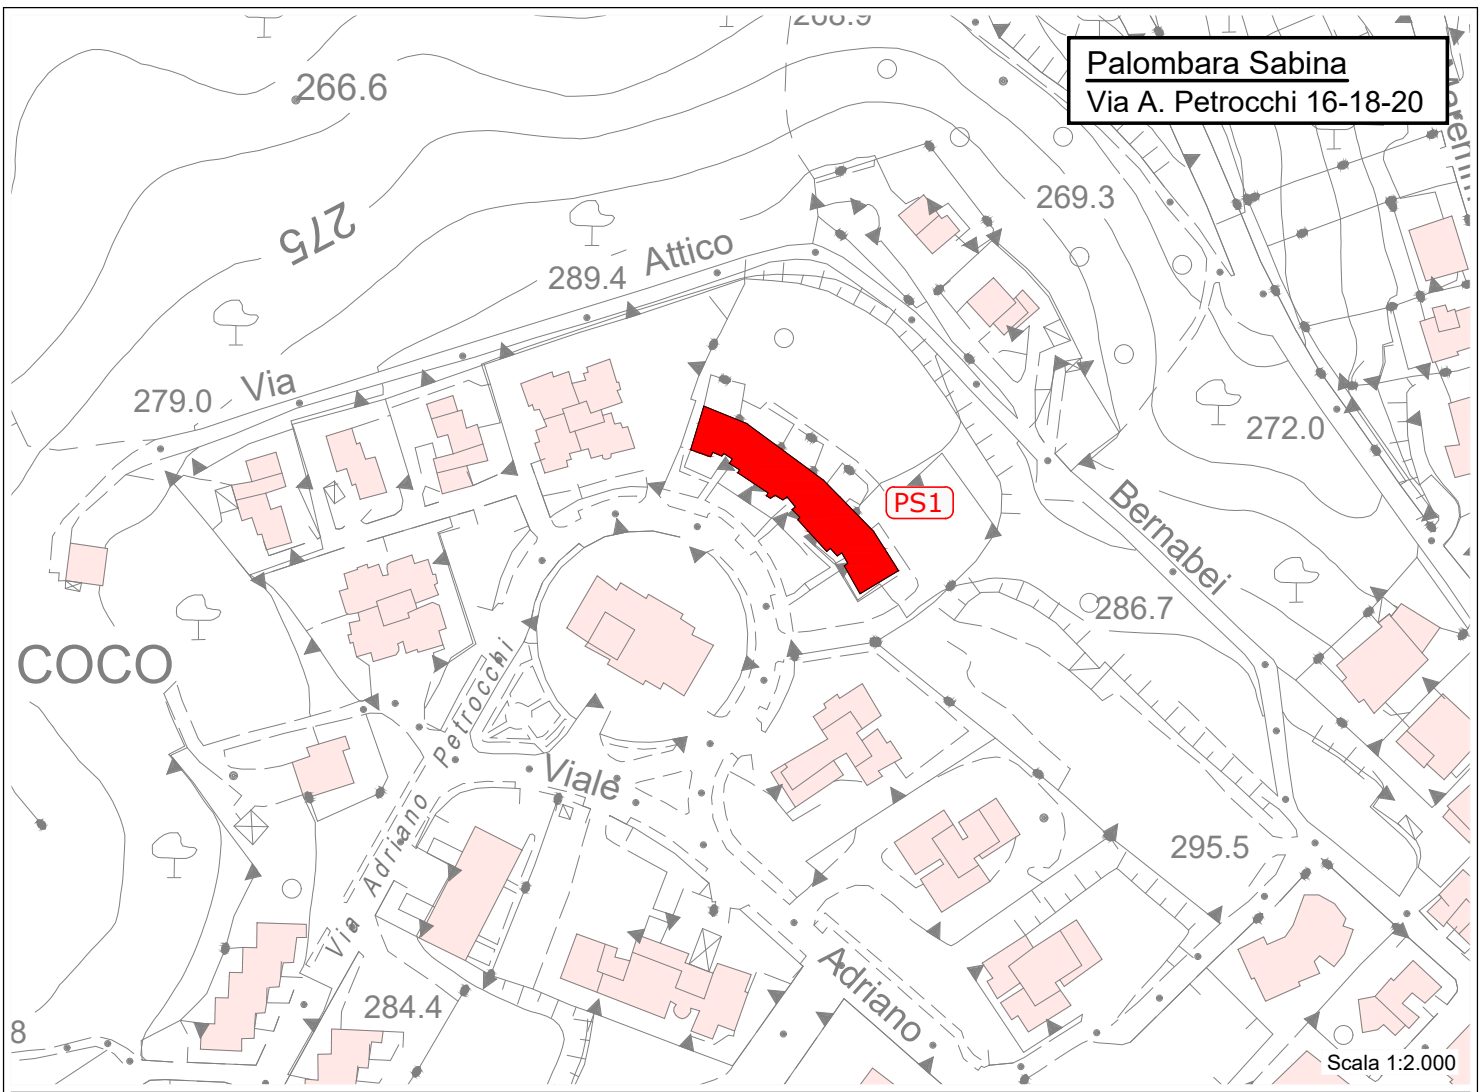 268.9
Palombara Sabina
Via A. Petrocchi 16-18-20
266.6
269.3
275
Attico
289.4
Via
279.0
272.0
PS1
Bernabei
286.7
COCO
Via Adriano Petrocchi
Viale
295.5
Adriano
284.4
8
Scala 1:2.000